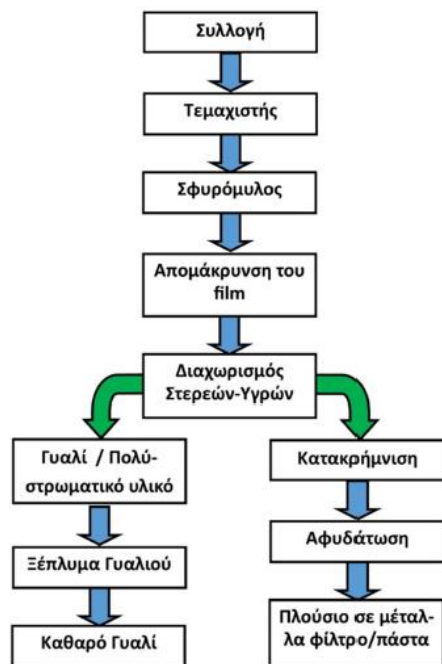 Συλλογή
Τεμαχιστής
Σφυρόμυλος
Απομάκρυνση του
film
Διαχωρισμός
Στερεών-Υγρών
Γυαλί / Πολύ-
στρωματικό υλικό
Ξέπλυμα Γυαλιού
Καθαρό Γυαλί
Κατακρήμνιση
Αφυδάτωση
Πλούσιο σε μέταλ-
λα φίλτρο/πάστα